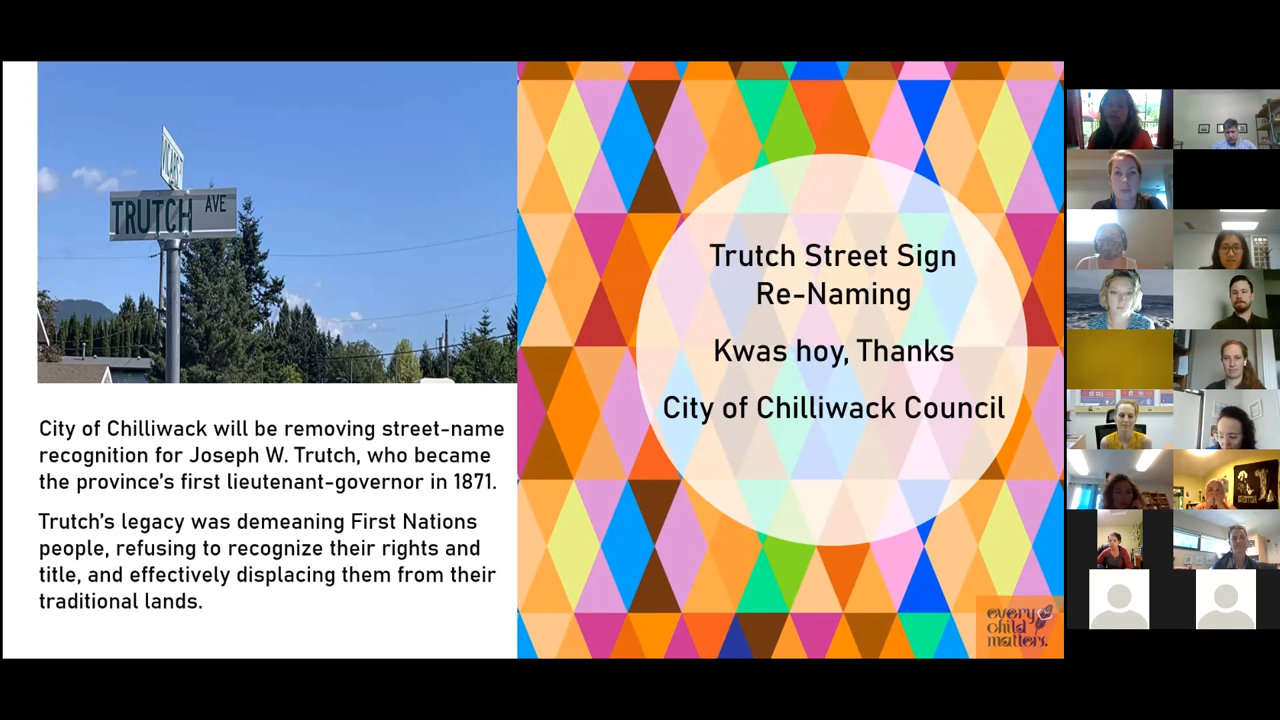 TRUTCH AVE
City of Chilliwack will be removing street-name
recognition for Joseph W. Trutch, who became
the province's first lieutenant-governor in 1871.
Trutch's legacy was demeaning First Nations
people, refusing to recognize their rights and
title, and effectively displacing them from their
traditional lands.
Trutch Street Sign
Re-Naming
Kwas hoy, Thanks
City of Chilliwack Council
every
child
matters.